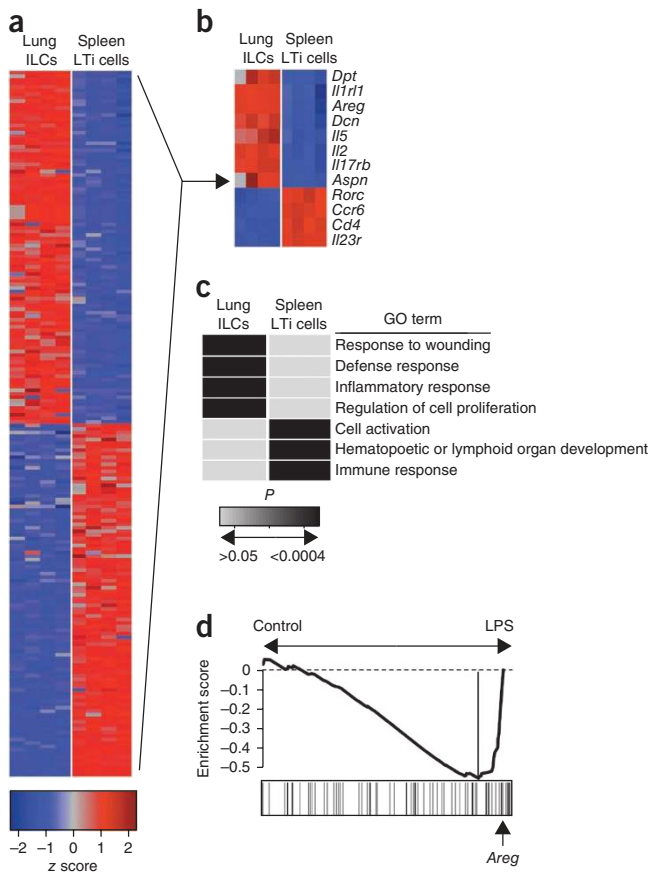 a
Lung
ILCs
Spleen
LTi cells
−2 −1 0 1 2
z score
b
Lung
ILCs
Spleen
LTi cells
Dpt
Il1rl1
Areg
Dcn
Il5
Il2
Il17rb
Aspn
Rorc
Ccr6
Cd4
Il23r
c
Lung
ILCs
Spleen
LTi cells
GO term
Response to wounding
Defense response
Inflammatory response
Regulation of cell proliferation
Cell activation
Hematopoetic or lymphoid organ development
Immune response
P
>0.05 <0.0004
d
Control LPS
Enrichment score
0
−0.1
−0.2
−0.3
−0.4
−0.5
Areg